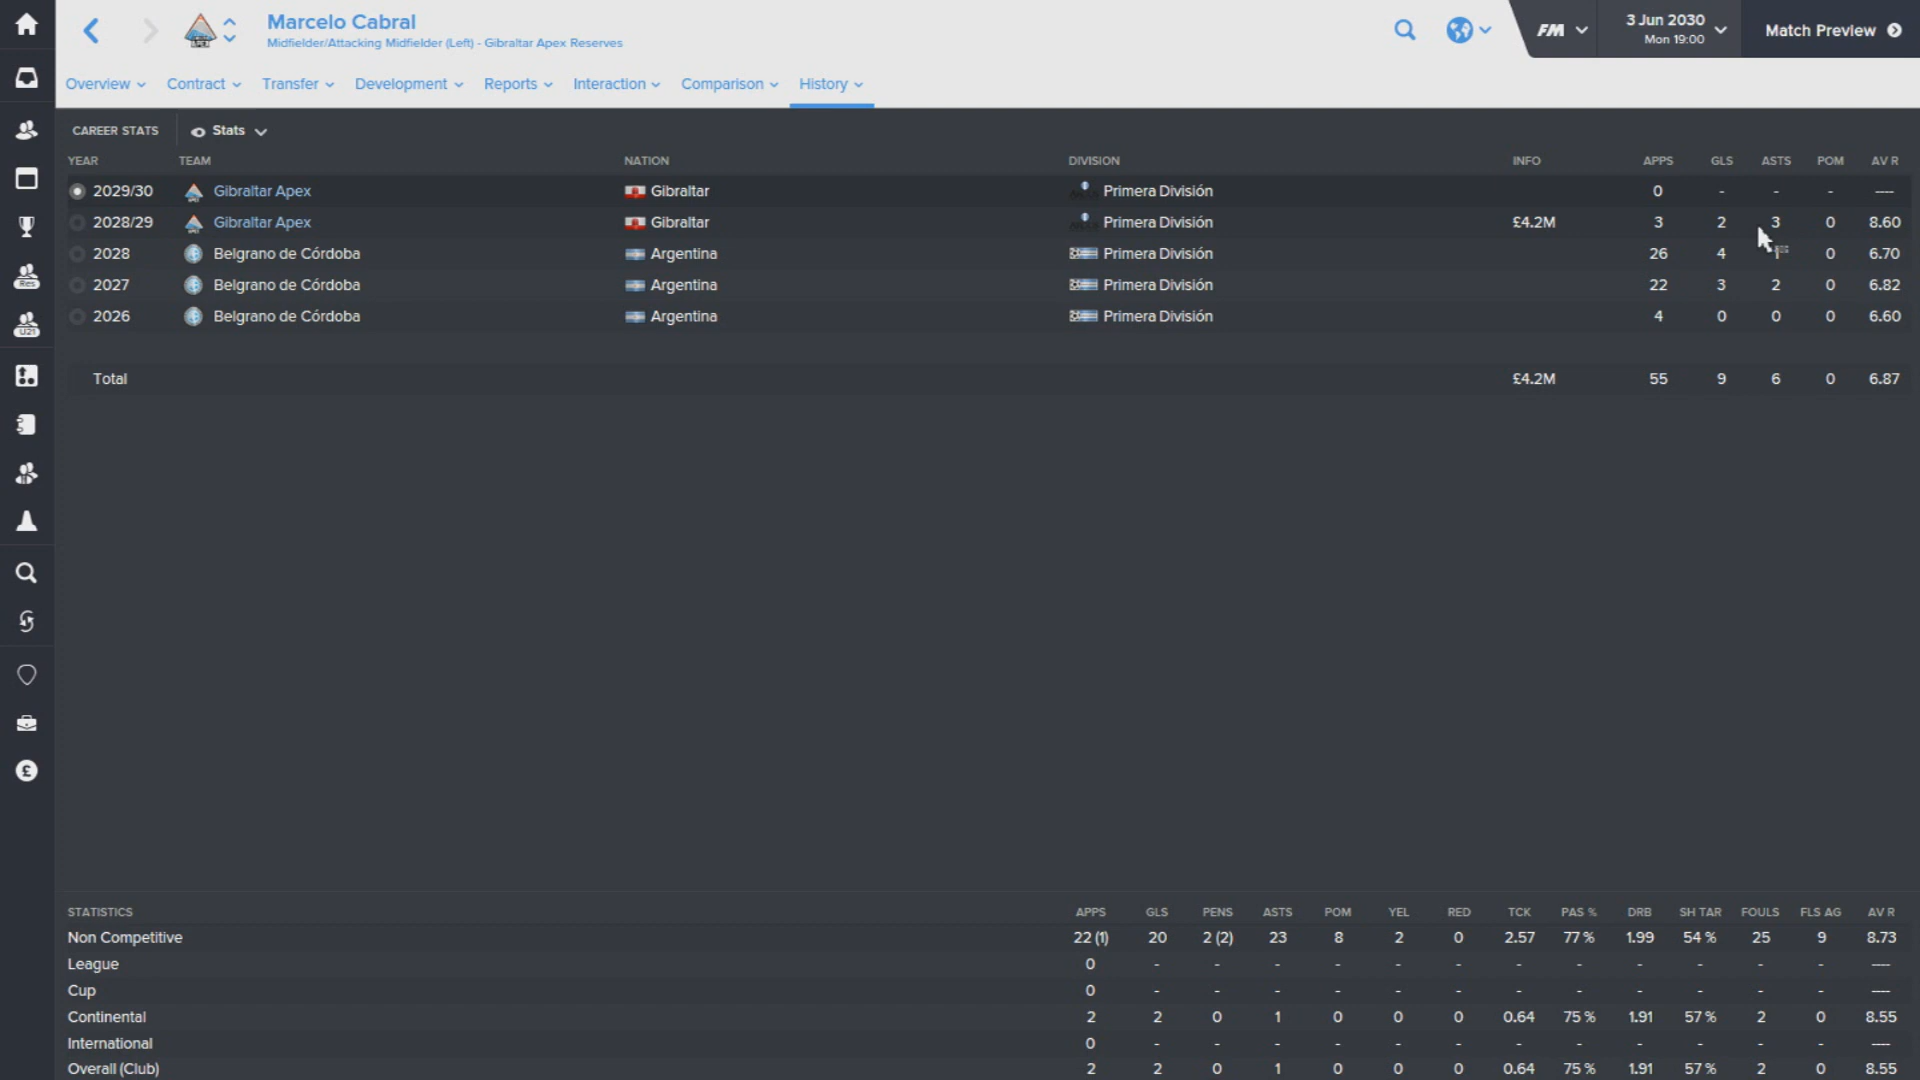 Marcelo Cabral
Midfielder/Attacking Midfielder (Left) - Gibraltar Apex Reserves
FM
3 Jun 2030
Mon 19:00
Match Preview
Overview Contract Transfer Development Reports Interaction Comparison History
CAREER STATS Stats
YEAR TEAM NATION DIVISION INFO APPS GLS ASTS POM AV R
2029/30 Gibraltar Apex Gibraltar Primera División 0 - - - ----
2028/29 Gibraltar Apex Gibraltar Primera División £4.2M 3 2 3 0 8.60
2028 Belgrano de Córdoba Argentina Primera División 26 4 1 0 6.70
2027 Belgrano de Córdoba Argentina Primera División 22 3 2 0 6.82
2026 Belgrano de Córdoba Argentina Primera División 4 0 0 0 6.60
Total £4.2M 55 9 6 0 6.87
Res
U21
£
STATISTICS APPS GLS PENS ASTS POM YEL RED TCK PAS % DRB SH TAR FOULS FLS AG AV R
Non Competitive 22 (1) 20 2 (2) 23 8 2 0 2.57 77 % 1.99 54 % 25 9 8.73
League 0 - - - - - - - - - - - - ----
Cup 0 - - - - - - - - - - - - ----
Continental 2 2 0 1 0 0 0 0.64 75 % 1.91 57 % 2 0 8.55
International 0 - - - - - - - - - - - - ----
Overall (Club) 2 2 0 1 0 0 0 0.64 75 % 1.91 57 % 2 0 8.55